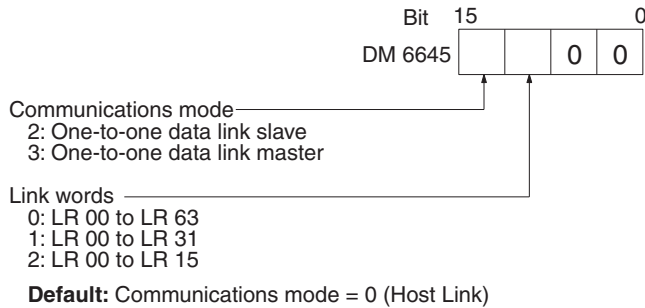 Bit 15 0
DM 6645 0 0
Communications mode
2: One-to-one data link slave
3: One-to-one data link master
Link words
0: LR 00 to LR 63
1: LR 00 to LR 31
2: LR 00 to LR 15
Default: Communications mode = 0 (Host Link)